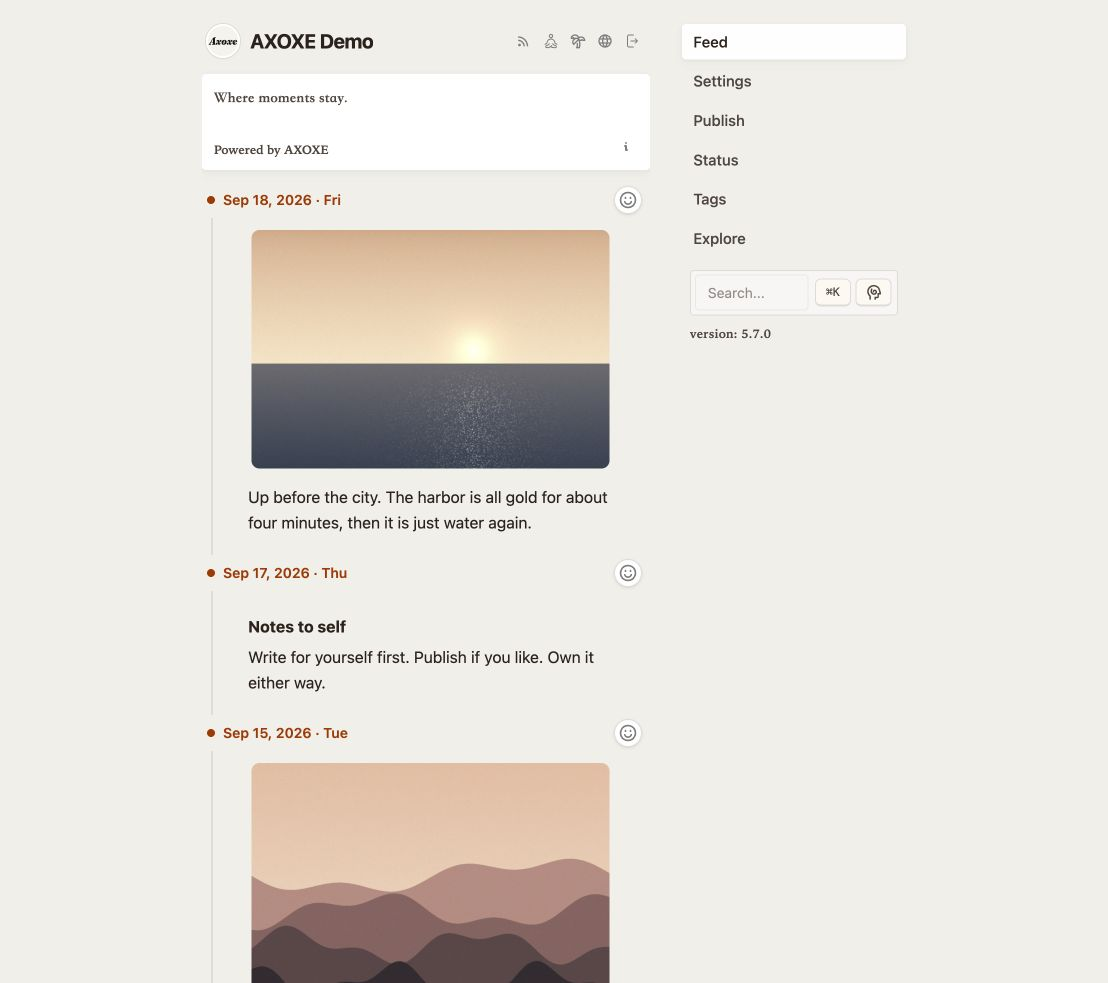 Axoxe
AXOXE Demo
Where moments stay.
Powered by AXOXE
i
Sep 18, 2026 · Fri
Up before the city. The harbor is all gold for about
four minutes, then it is just water again.
Sep 17, 2026 · Thu
Notes to self
Write for yourself first. Publish if you like. Own it
either way.
Sep 15, 2026 · Tue
Feed
Settings
Publish
Status
Tags
Explore
Search...
⌘K
version: 5.7.0